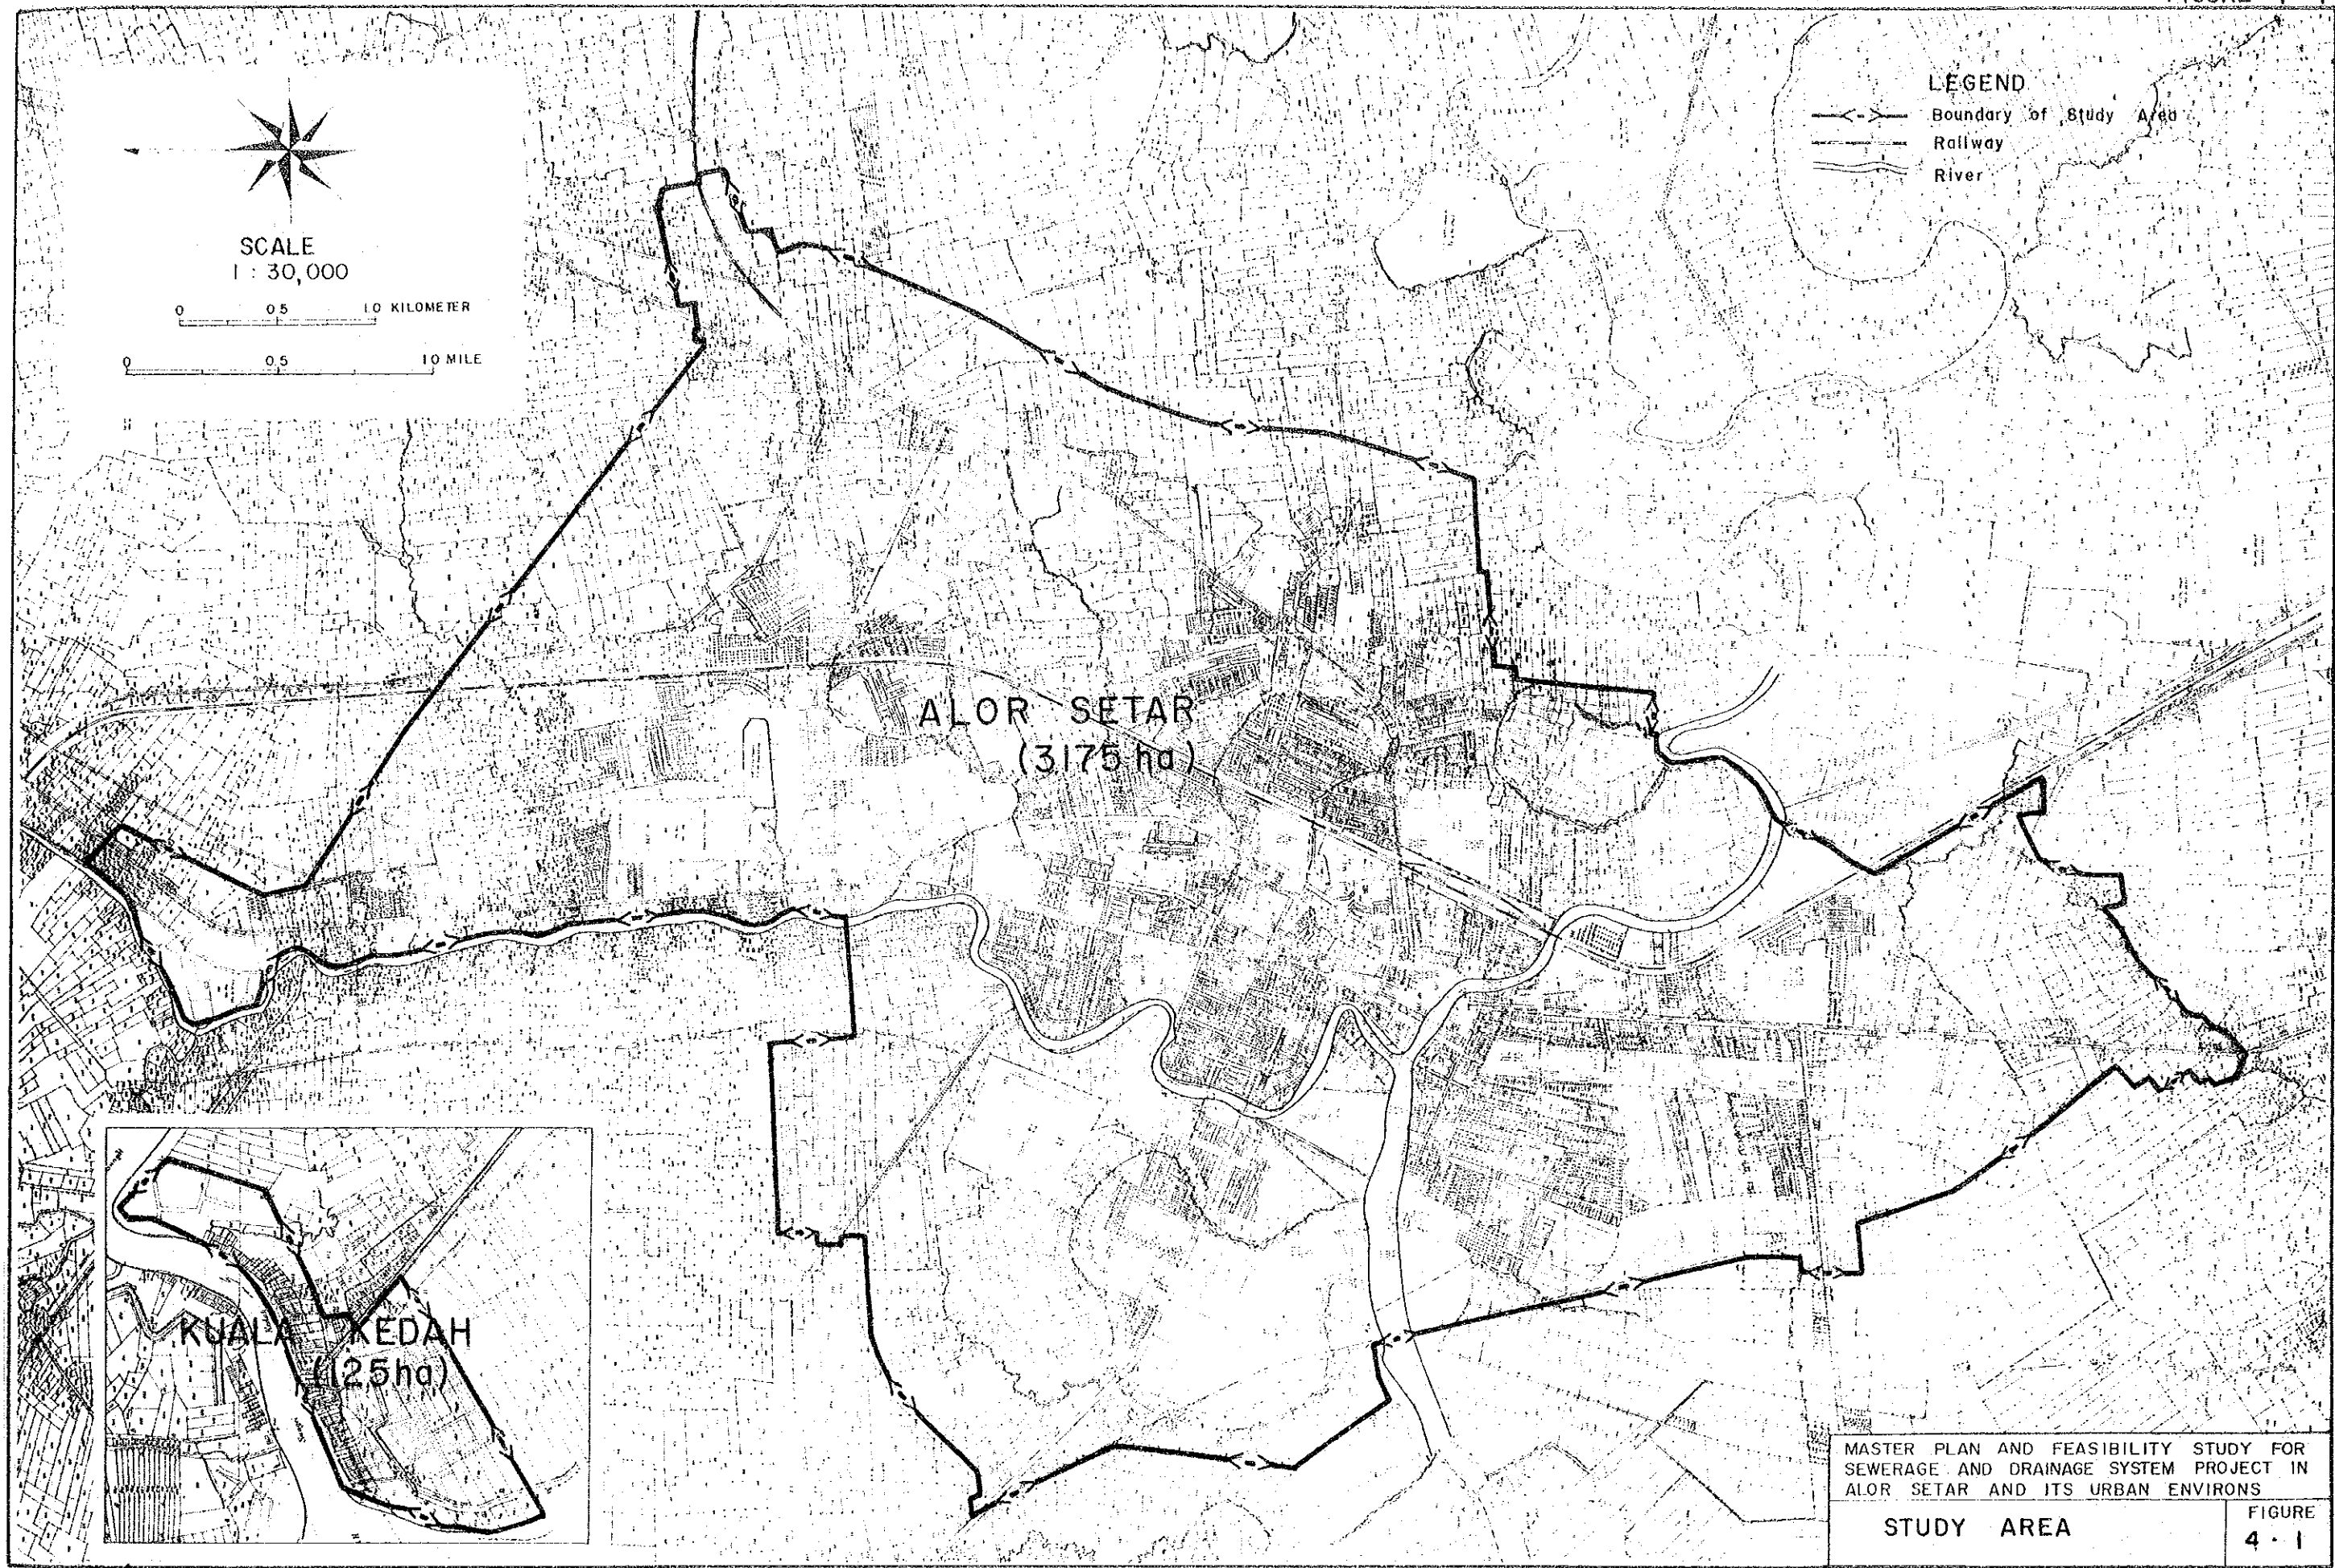 LEGEND
Boundary of Study Area
Railway
River
SCALE
1 : 30,000
0 0.5 1.0 KILOMETER
0 0.5 1.0 MILE
ALOR SETAR
(3175 ha)
KUALA KEDAH
(125ha)
MASTER PLAN AND FEASIBILITY STUDY FOR
SEWERAGE AND DRAINAGE SYSTEM PROJECT IN
ALOR SETAR AND ITS URBAN ENVIRONS
STUDY AREA
FIGURE
4 · 1